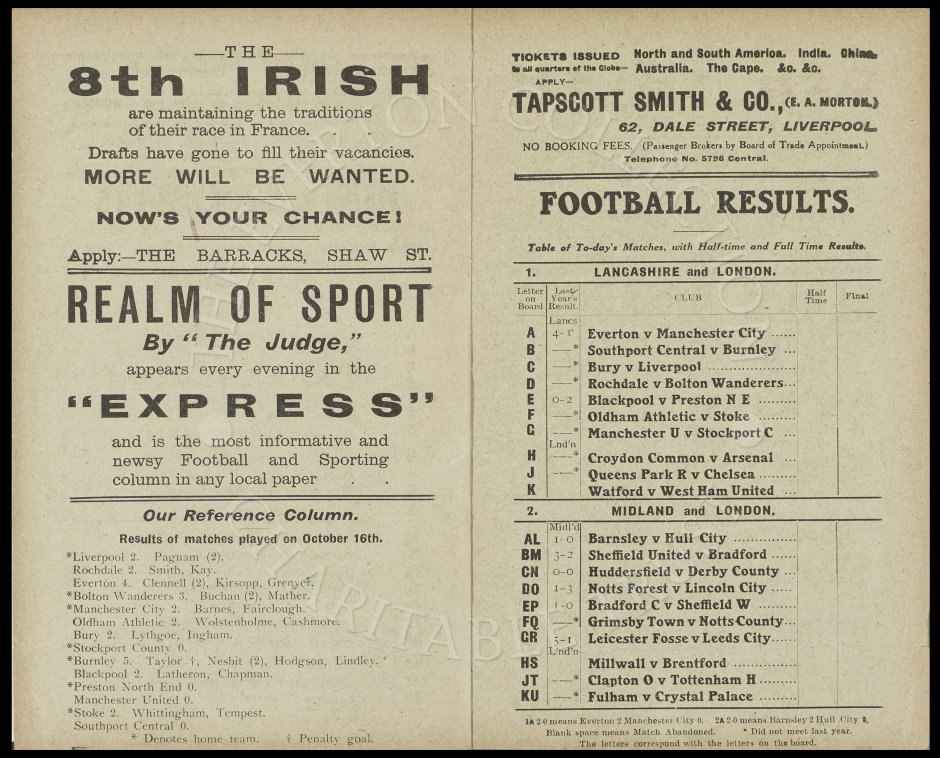 THE
8th IRISH
are maintaining the traditions
of their race in France. . .
Drafts have gone to fill their vacancies.
MORE WILL BE WANTED.
NOW'S YOUR CHANCE!
Apply:—THE BARRACKS, SHAW ST.
REALM OF SPORT
By "The Judge,"
appears every evening in the
"EXPRESS"
and is the most informative and
newsy Football and Sporting
column in any local paper . .
Our Reference Column.
Results of matches played on October 16th.
*Liverpool 2. Pagnam (2).
Rochdale 2. Smith, Kay.
Everton 4. Clennell (2), Kirsopp, Grenyer.
*Bolton Wanderers 3. Buchan (2), Mather.
*Manchester City 2. Barnes, Fairclough.
Oldham Athletic 2. Wolstenholme, Cashmore.
Bury 2. Lythgoe, Ingham.
*Stockport County 0.
*Burnley 5. Taylor †, Nesbit (2), Hodgson, Lindley.
Blackpool 2. Latheron, Chapman.
*Preston North End 0.
Manchester United 0.
*Stoke 2. Whittingham, Tempest.
Southport Central 0.
* Denotes home team. † Penalty goal.
TICKETS ISSUED North and South America. India. China.
to all quarters of the Globe— Australia. The Cape. &c. &c.
APPLY—
TAPSCOTT SMITH & CO., (E. A. MORTON,)
62, DALE STREET, LIVERPOOL.
NO BOOKING FEES. (Passenger Brokers by Board of Trade Appointment.)
Telephone No. 5796 Central.
FOOTBALL RESULTS.
Table of To-day's Matches, with Half-time and Full Time Results.
1. LANCASHIRE and LONDON.
Letter on Board Last Year's Result. CLUB Half Time Final
Lancs
A 4-1 Everton v Manchester City ......
B —* Southport Central v Burnley ...
C —* Bury v Liverpool ......................
D —* Rochdale v Bolton Wanderers...
E 0-2 Blackpool v Preston N E .........
F —* Oldham Athletic v Stoke .........
G —* Manchester U v Stockport C ...
Lnd'n
H —* Croydon Common v Arsenal ...
J —* Queens Park R v Chelsea .........
K Watford v West Ham United ...
2. MIDLAND and LONDON.
Midl'd
AL 1-0 Barnsley v Hull City ...............
BM 3-2 Sheffield United v Bradford ......
CN 0-0 Huddersfield v Derby County ...
DO 1-3 Notts Forest v Lincoln City .....
EP 1-0 Bradford C v Sheffield W .........
FQ —* Grimsby Town v Notts County...
GR 5-1 Leicester Fosse v Leeds City......
L'nd'n
HS Millwall v Brentford ...............
JT —* Clapton O v Tottenham H .........
KU —* Fulham v Crystal Palace .........
1A 2-0 means Everton 2 Manchester City 0. 2A 2-0 means Barnsley 2 Hull City 0.
Blank space means Match Abandoned. * Did not meet last year.
The letters correspond with the letters on the board.
THE EVERTON COLLECTION
CHARITABLE